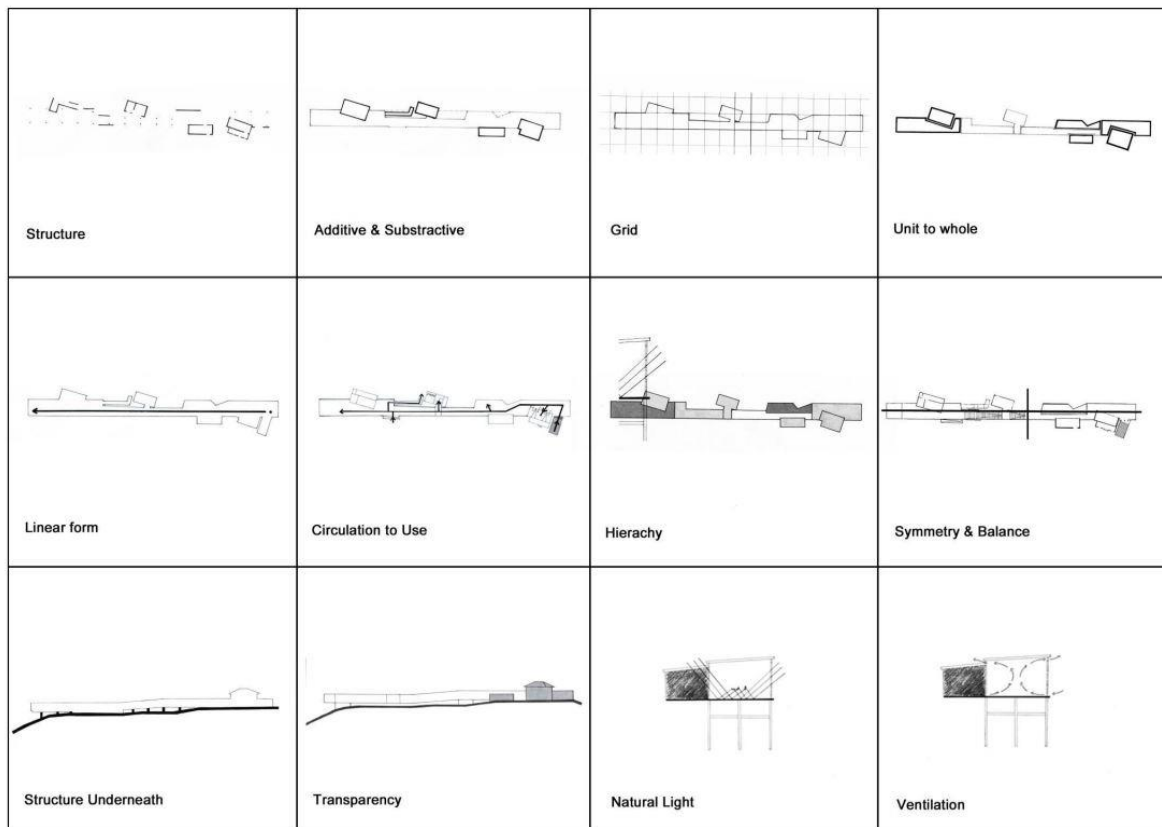 Structure
Additive & Substractive
Grid
Unit to whole
Linear form
Circulation to Use
Hierachy
Symmetry & Balance
Structure Underneath
Transparency
Natural Light
Ventilation